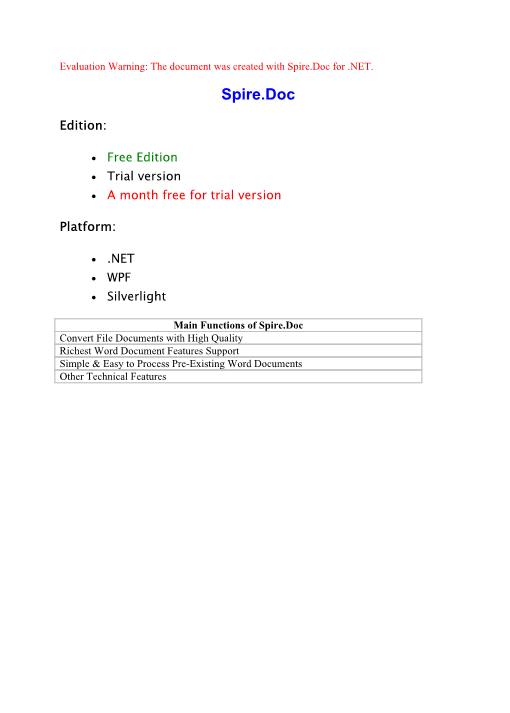 Evaluation Warning: The document was created with Spire.Doc for .NET.
Spire.Doc
Edition:
• Free Edition
• Trial version
• A month free for trial version
Platform:
• .NET
• WPF
• Silverlight
Main Functions of Spire.Doc
Convert File Documents with High Quality
Richest Word Document Features Support
Simple & Easy to Process Pre-Existing Word Documents
Other Technical Features